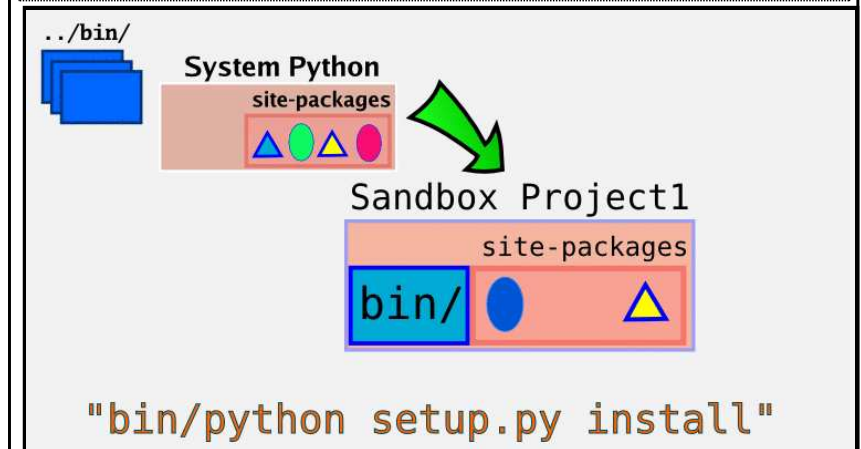 ../bin/
System Python
site-packages
Sandbox Project1
site-packages
bin/
"bin/python setup.py install"